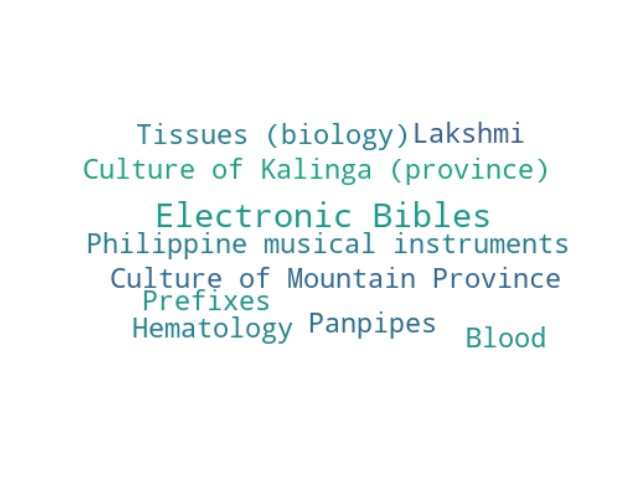 Tissues (biology) Lakshmi
Culture of Kalinga (province)
Electronic Bibles
Philippine musical instruments
Culture of Mountain Province
Prefixes
Hematology Panpipes Blood